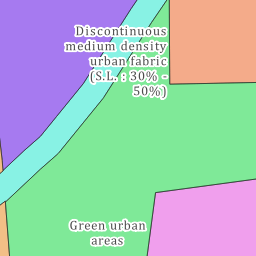 Discontinuous
medium density
urban fabric
(S.L. : 30% -
50%)
Green urban
areas